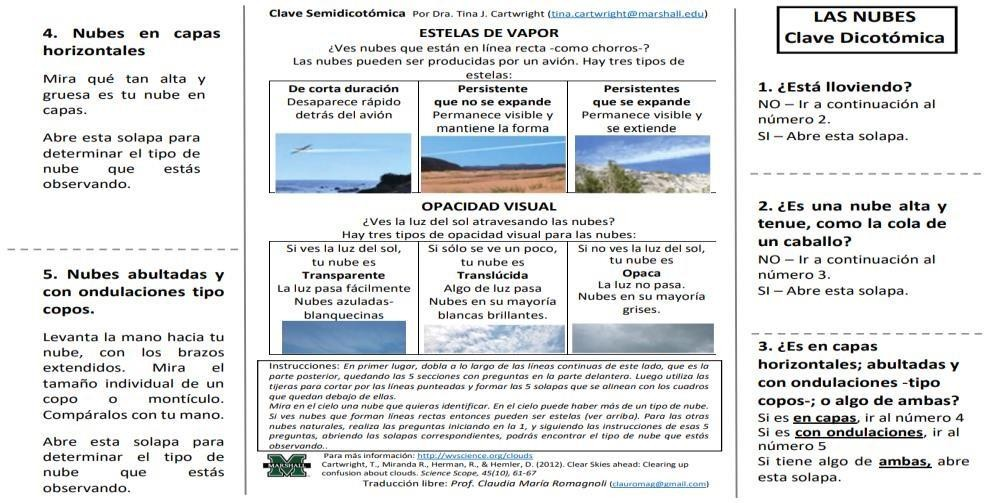 4. Nubes en capas
horizontales
Mira qué tan alta y
gruesa es tu nube en
capas.
Abre esta solapa para
determinar el tipo de
nube que estás
observando.
5. Nubes abultadas y
con ondulaciones tipo
copos.
Levanta la mano hacia tu
nube, con los brazos
extendidos. Mira el
tamaño individual de un
copo o montículo.
Compáralos con tu mano.
Abre esta solapa para
determinar el tipo de
nube que estás
observando.
Clave Semidicotómica Por Dra. Tina J. Cartwright (tina.cartwright@marshall.edu)
ESTELAS DE VAPOR
¿Ves nubes que están en línea recta -como chorros-?
Las nubes pueden ser producidas por un avión. Hay tres tipos de
estelas:
De corta duración
Desaparece rápido
detrás del avión
Persistente
que no se expande
Permanece visible y
mantiene la forma
Persistentes
que se expande
Permanece visible y
se extiende
OPACIDAD VISUAL
¿Ves la luz del sol atravesando las nubes?
Hay tres tipos de opacidad visual para las nubes:
Si ves la luz del sol,
tu nube es
Transparente
La luz pasa fácilmente
Nubes azuladas-
blanquecinas
Si sólo se ve un poco,
tu nube es
Translúcida
Algo de luz pasa
Nubes en su mayoría
blancas brillantes.
Si no ves la luz del sol,
tu nube es
Opaca
La luz no pasa.
Nubes en su mayoría
grises.
Instrucciones: En primer lugar, dobla a lo largo de las líneas continuas de este lado, que es la
parte posterior, quedando las 5 secciones con preguntas en la parte delantera. Luego utiliza las
tijeras para cortar por las líneas punteadas y formar las 5 solapas que se alinean con los cuadros
que quedan debajo de ellas.
Mira en cielo una nube que quieras identificar. En el cielo puede haber más de un tipo de nube.
Si ves nubes que forman líneas rectas entonces pueden ser estelas (ver arriba). Para las otras
nubes naturales, realiza las preguntas iniciando en la 1, y siguiendo las instrucciones de esas 5
preguntas, abriendo las solapas correspondientes, podrás encontrar el tipo de nube que estás
observando.
MARSHALL
Para más información: http://wvscience.org/clouds
Cartwright, T., Miranda R., Herman, R., & Hemler, D. (2012). Clear Skies ahead: Clearing up
confusion about clouds. Science Scope, 45(10), 61-67
Traducción libre: Prof. Claudia María Romagnoli (clauromag@gmail.com)
LAS NUBES
Clave Dicotómica
1. ¿Está lloviendo?
NO – Ir a continuación al
número 2.
SI – Abre esta solapa.
2. ¿Es una nube alta y
tenue, como la cola de
un caballo?
NO – Ir a continuación al
número 3.
SI – Abre esta solapa.
3. ¿Es en capas
horizontales; abultadas y
con ondulaciones -tipo
copos-; o algo de ambas?
Si es en capas, ir al número 4
Si es con ondulaciones, ir al
número 5
Si tiene algo de ambas, abre
esta solapa.